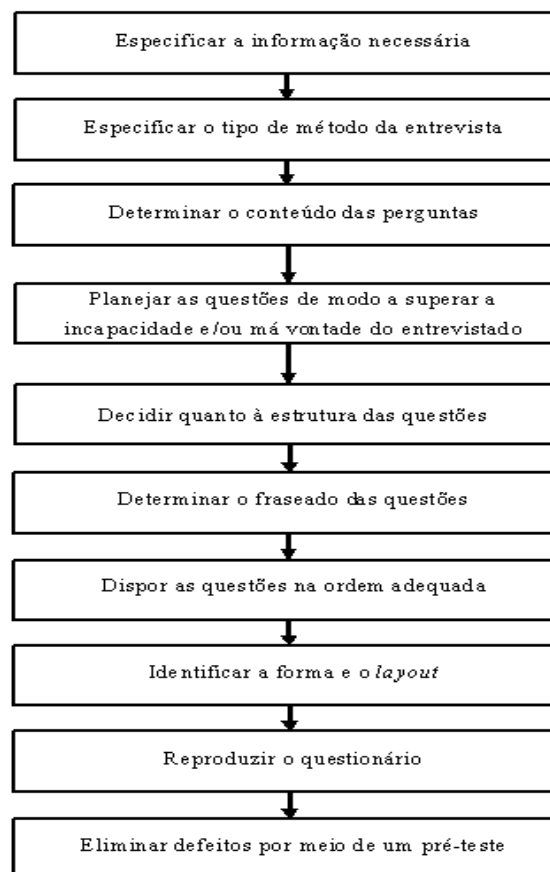 Especificar a informação necessária
Especificar o tipo de método da entrevista
Determinar o conteúdo das perguntas
Planejar as questões de modo a superar a
incapacidade e/ou má vontade do entrevistado
Decidir quanto à estrutura das questões
Determinar o fraseado das questões
Dispor as questões na ordem adequada
Identificar a forma e o layout
Reproduzir o questionário
Eliminar defeitos por meio de um pré-teste